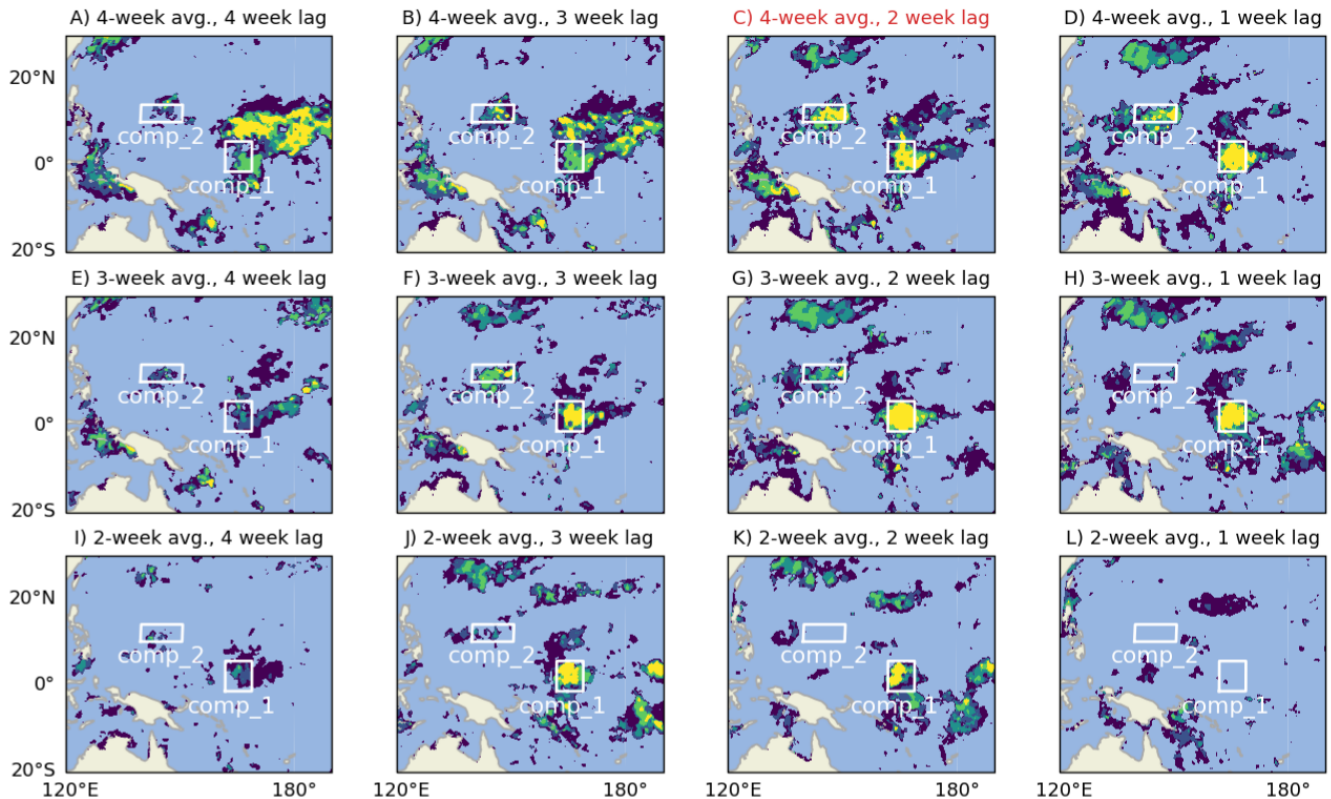 A) 4-week avg., 4 week lag
B) 4-week avg., 3 week lag
C) 4-week avg., 2 week lag
D) 4-week avg., 1 week lag
20°N
0°
20°S
comp_2
comp_1
comp_2
comp_1
comp_2
comp_1
comp_2
comp_1
E) 3-week avg., 4 week lag
F) 3-week avg., 3 week lag
G) 3-week avg., 2 week lag
H) 3-week avg., 1 week lag
20°N
0°
20°S
comp_2
comp_1
comp_2
comp_1
comp_2
comp_1
comp_2
comp_1
I) 2-week avg., 4 week lag
J) 2-week avg., 3 week lag
K) 2-week avg., 2 week lag
L) 2-week avg., 1 week lag
20°N
0°
20°S
comp_2
comp_1
comp_2
comp_1
comp_2
comp_1
comp_2
comp_1
120°E
180°
120°E
180°
120°E
180°
120°E
180°